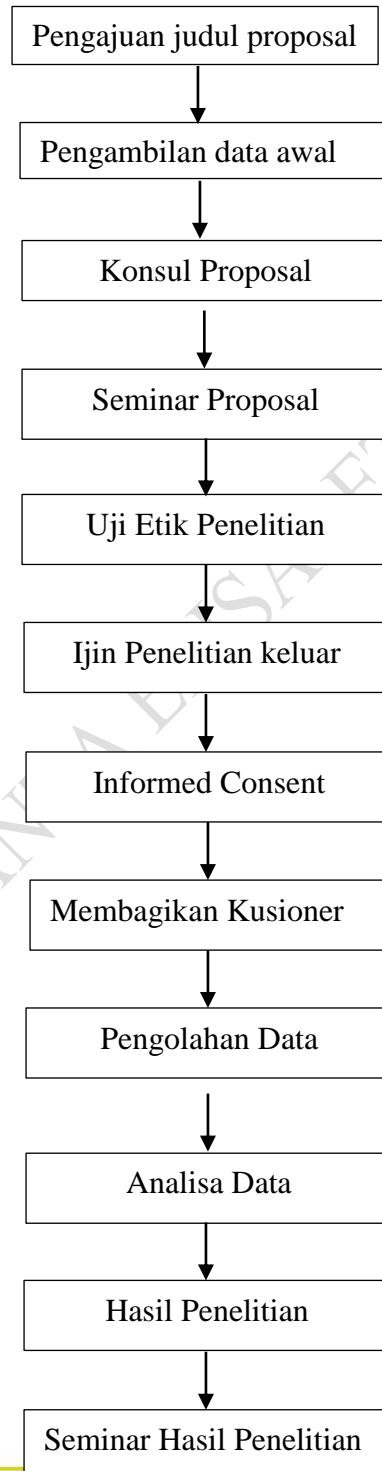 Pengajuan judul proposal
Pengambilan data awal
Konsul Proposal
Seminar Proposal
Uji Etik Penelitian
Ijin Penelitian keluar
Informed Consent
Membagikan Kusioner
Pengolahan Data
Analisa Data
Hasil Penelitian
Seminar Hasil Penelitian